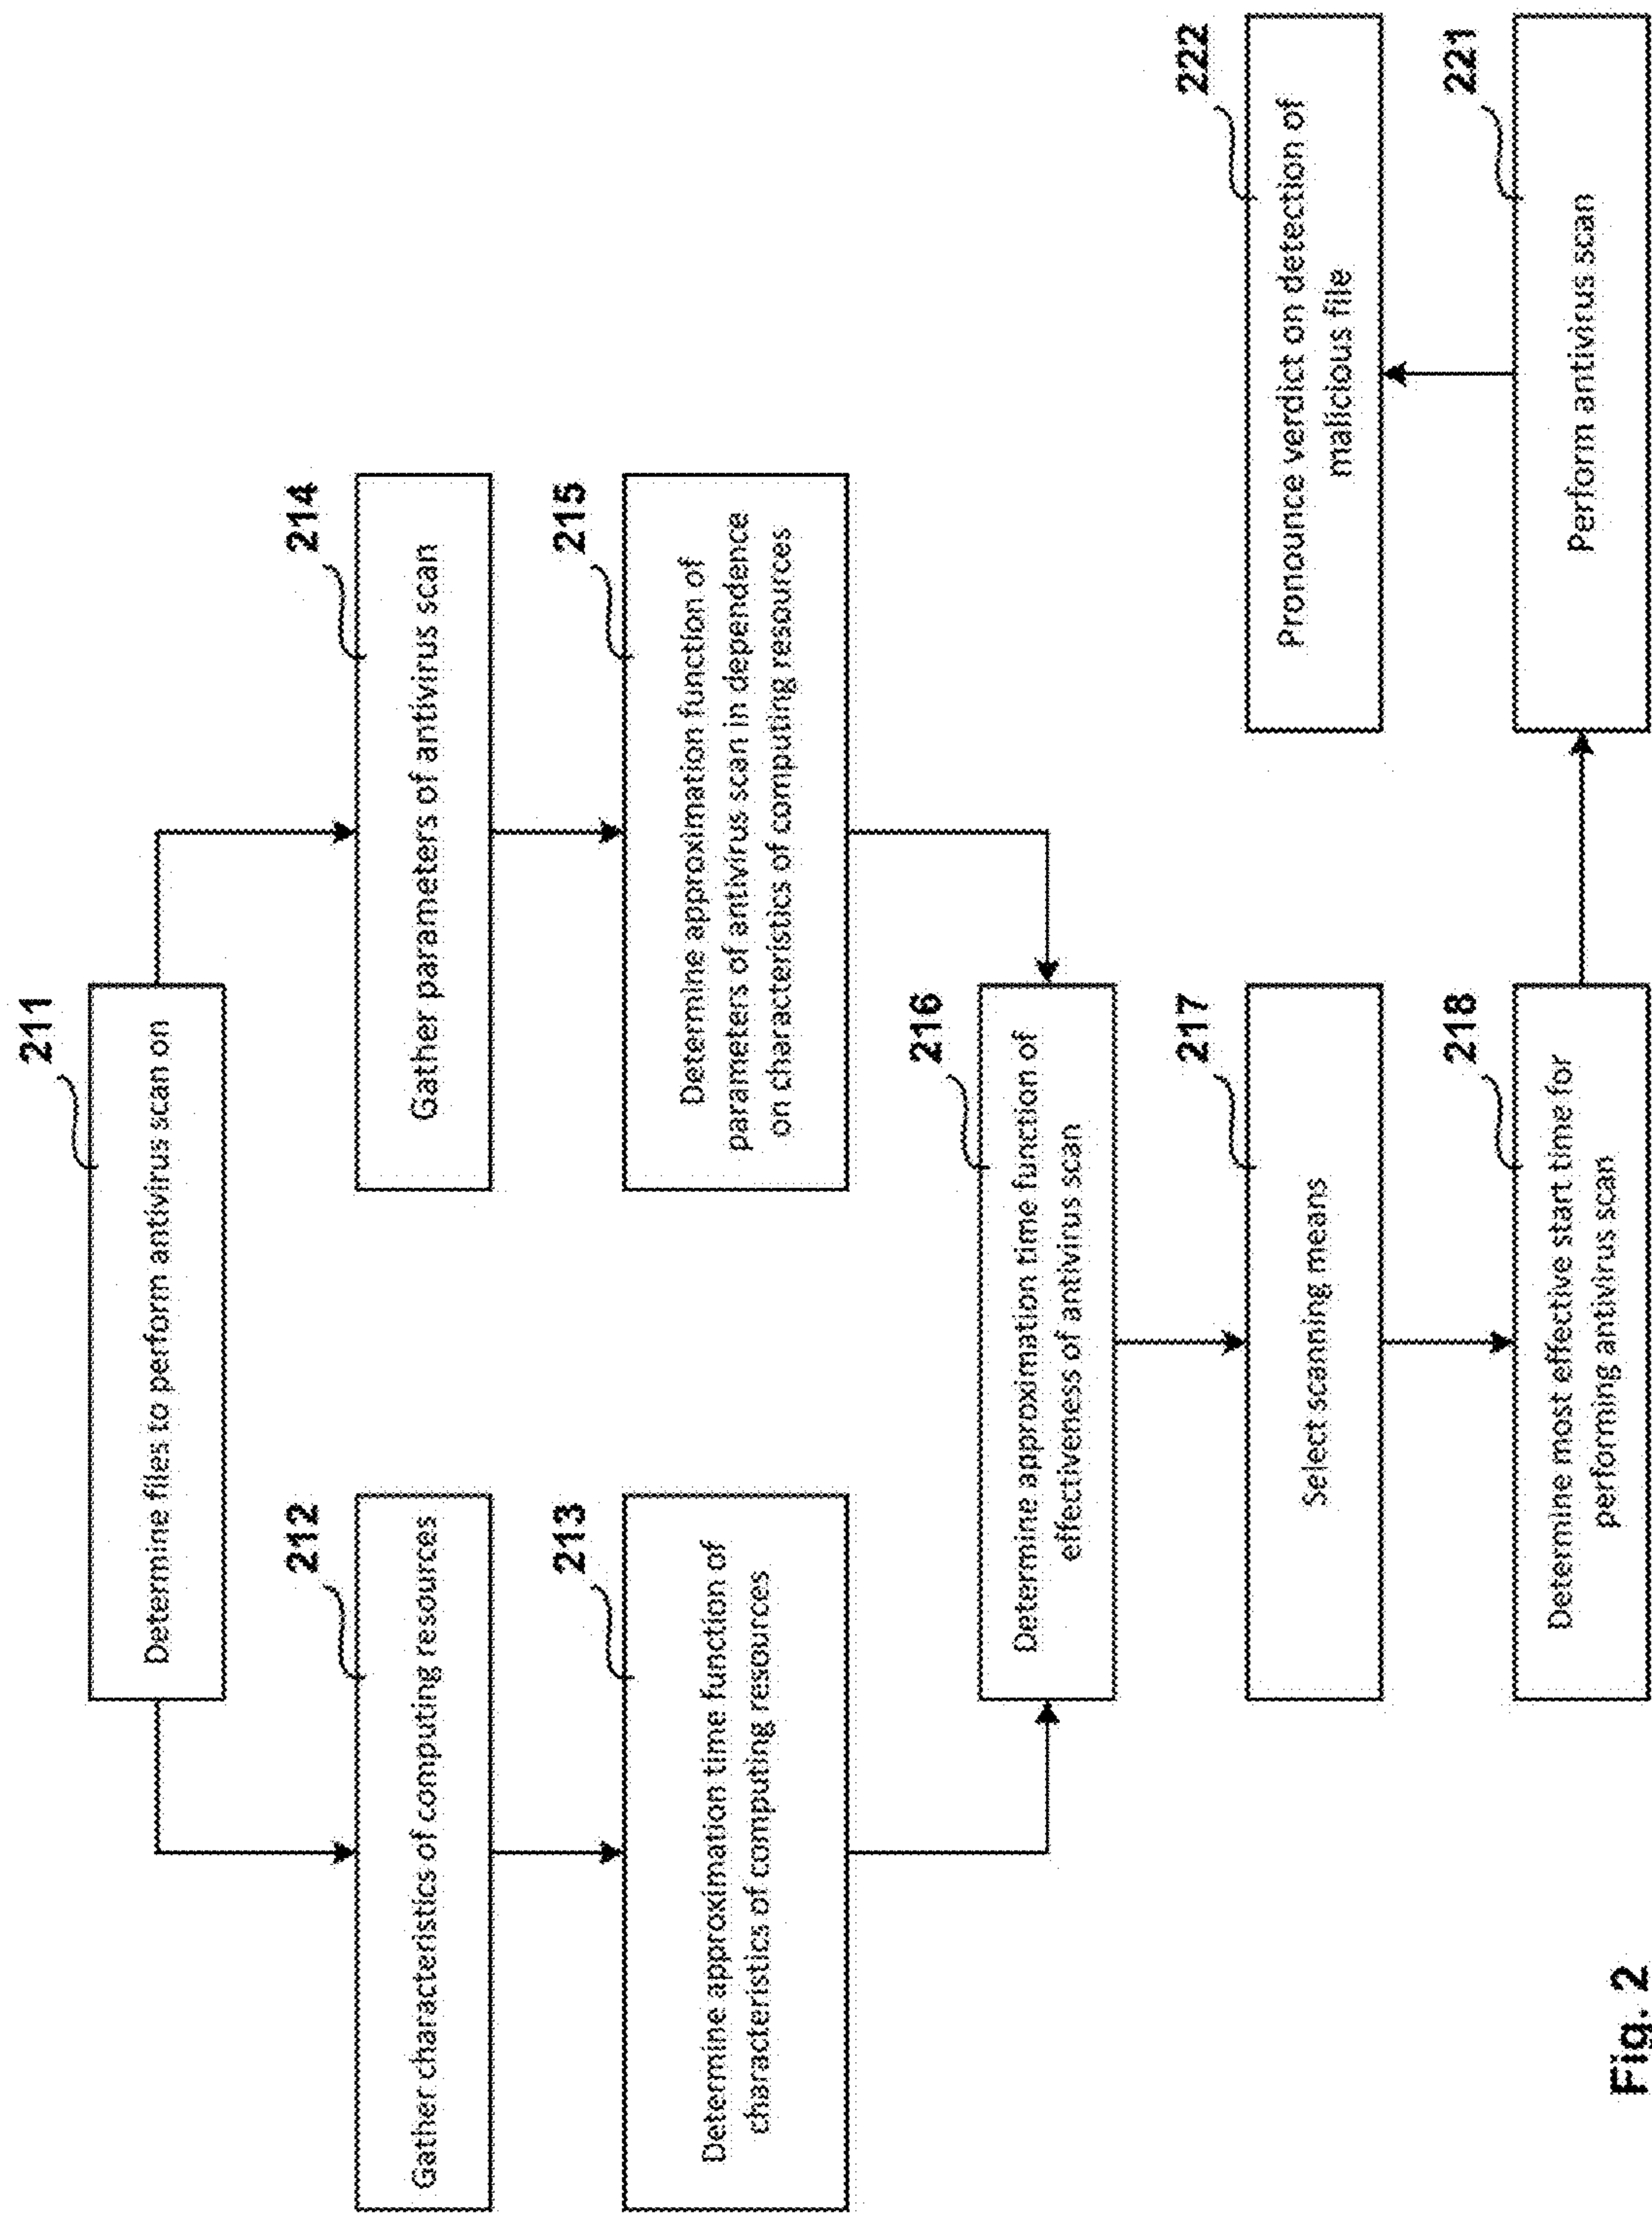 211
Determine files to perform antivirus scan on
212
Gather characteristics of computing resources
214
Gather parameters of antivirus scan
213
Determine approximation time function of
characteristics of computing resources
215
Determine approximation function of
parameters of antivirus scan in dependence
on characteristics of computing resources
216
Determine approximation time function of
effectiveness of antivirus scan
217
Select scanning means
222
Pronounce verdict on detection of
malicious file
218
Determine most effective start time for
performing antivirus scan
221
Perform antivirus scan
Fig. 2